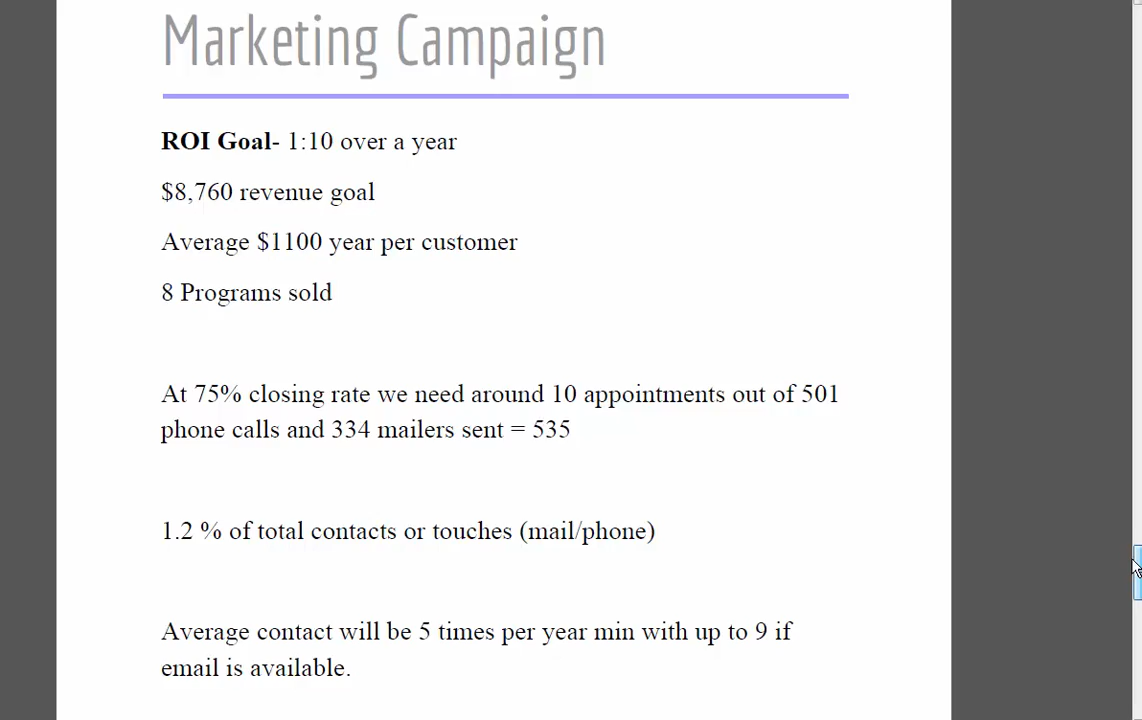 Marketing Campaign
ROI Goal- 1:10 over a year
$8,760 revenue goal
Average $1100 year per customer
8 Programs sold
At 75% closing rate we need around 10 appointments out of 501
phone calls and 334 mailers sent = 535
1.2 % of total contacts or touches (mail/phone)
Average contact will be 5 times per year min with up to 9 if
email is available.